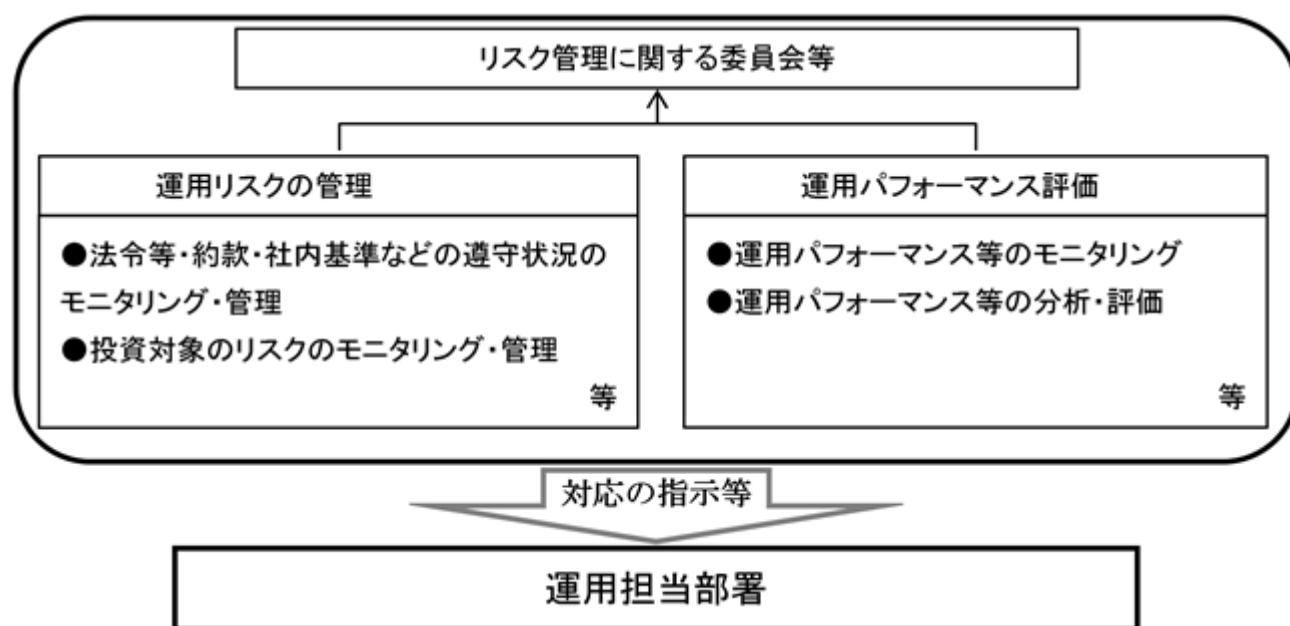 リスク管理に関する委員会等
運用リスクの管理
●法令等・約款・社内基準などの遵守状況の
モニタリング・管理
●投資対象のリスクのモニタリング・管理
等
運用パフォーマンス評価
●運用パフォーマンス等のモニタリング
●運用パフォーマンス等の分析・評価
等
対応の指示等
運用担当部署